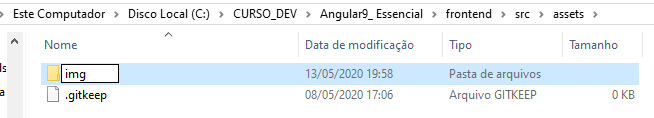 Este Computador > Disco Local (C:) > CURSO_DEV > Angular9_ Essencial > frontend > src > assets >
Nome Data de modificação Tipo Tamanho
img 13/05/2020 19:58 Pasta de arquivos
.gitkeep 08/05/2020 17:06 Arquivo GITKEEP 0 KB